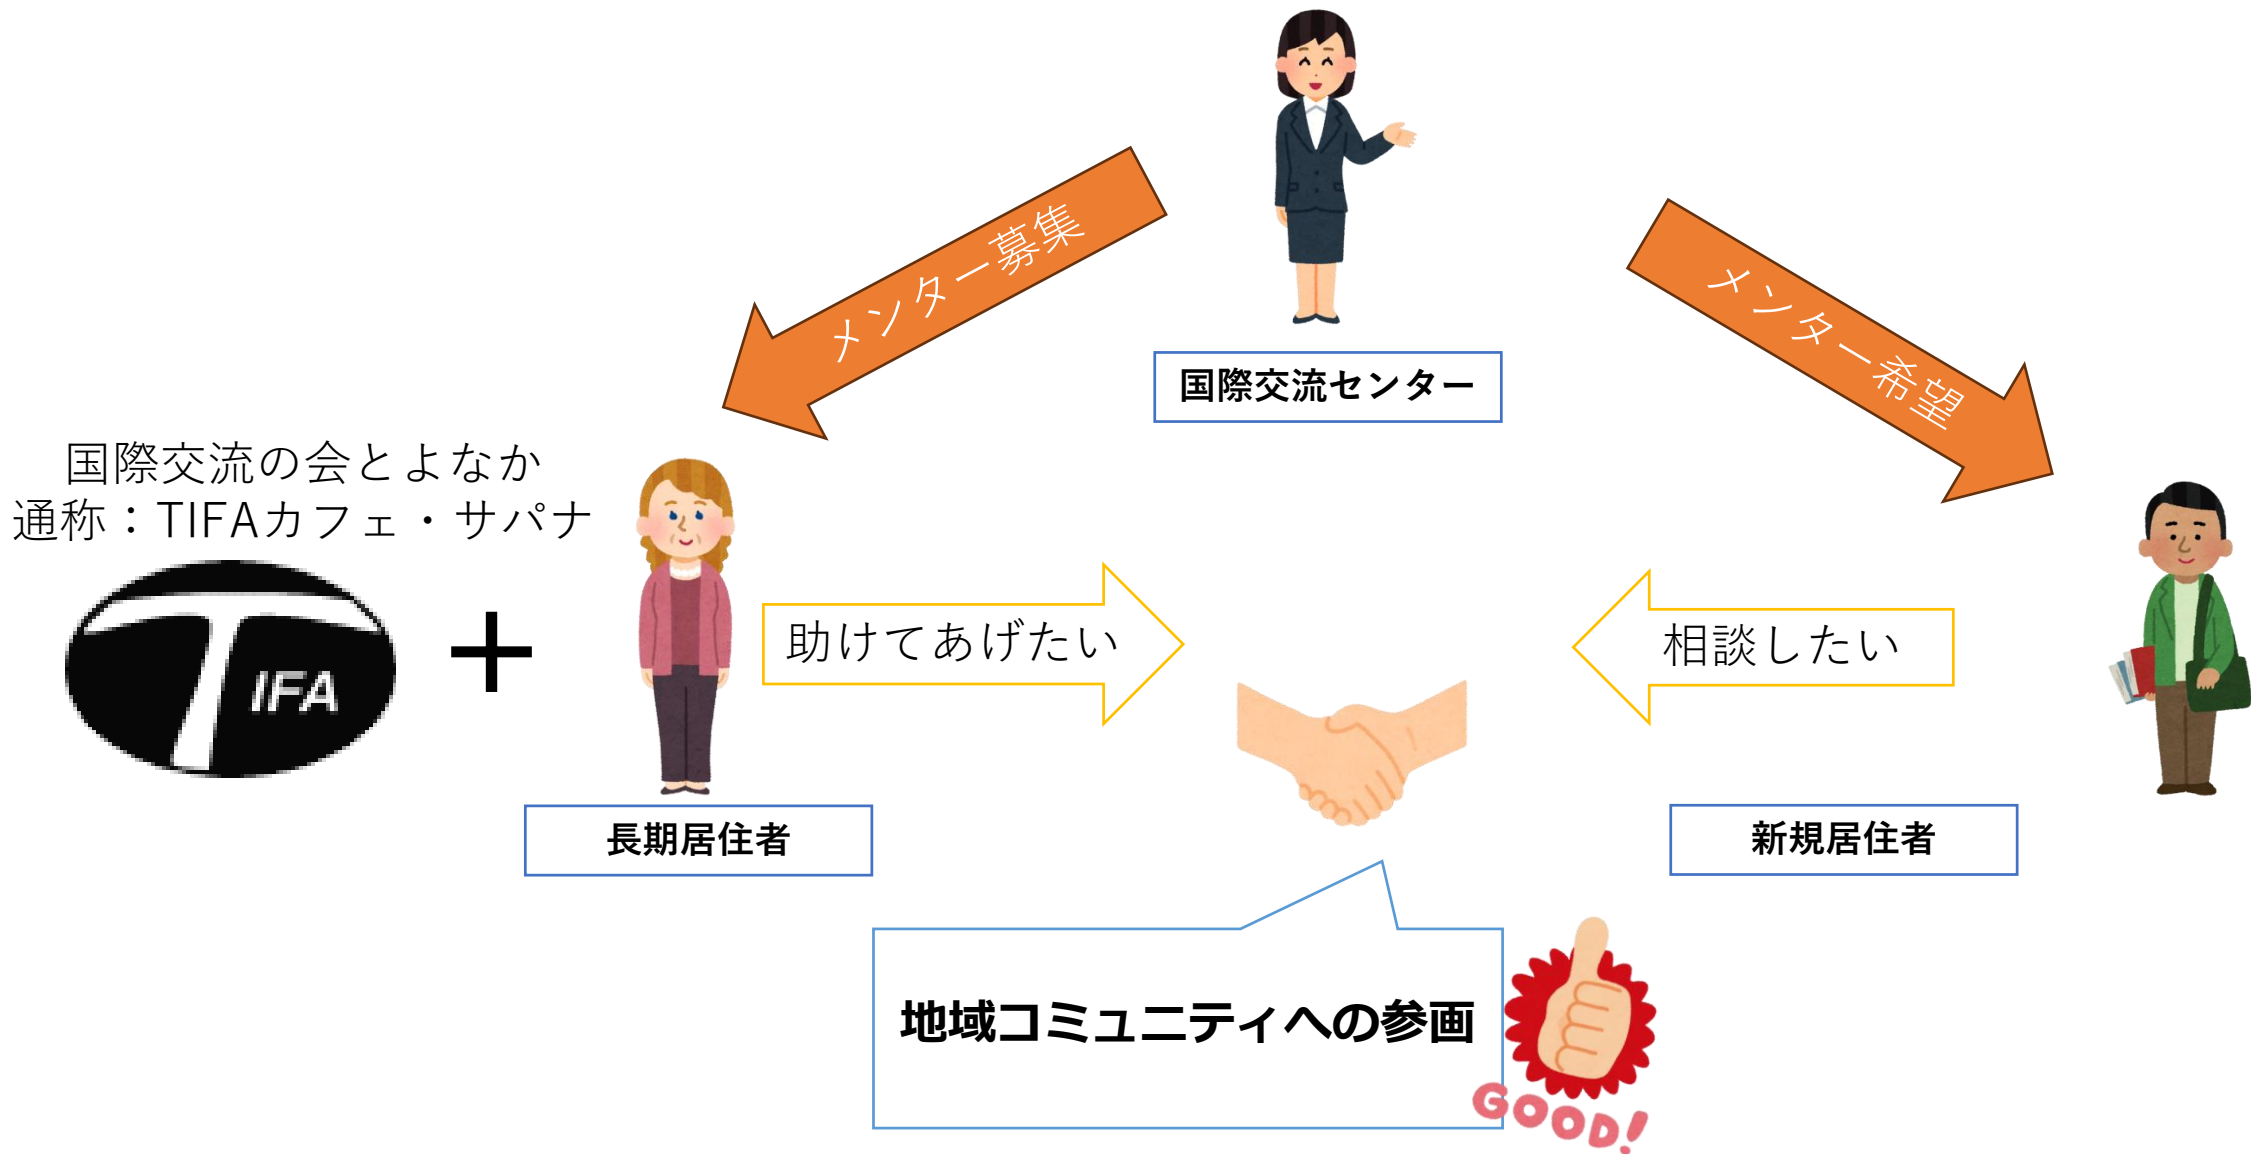 メンター募集
メンター希望
国際交流センター
国際交流の会とよなか
通称：TIFAカフェ・サパナ
TIFA
+
助けてあげたい
相談したい
長期居住者
新規居住者
地域コミュニティへの参画
GOOD!